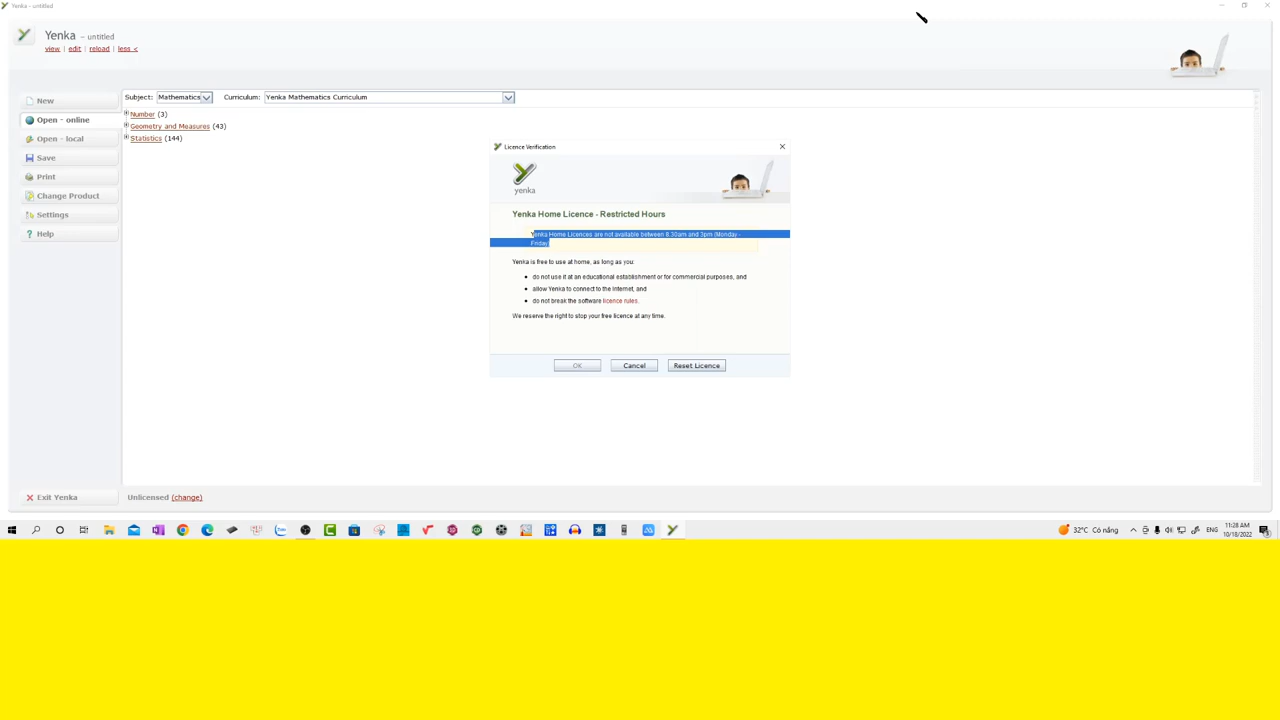 Yenka - untitled
Yenka – untitled
view | edit | reload | less <
New
Open - online
Open - local
Save
Print
Change Product
Settings
Help
Exit Yenka
Subject: Mathematics Curriculum: Yenka Mathematics Curriculum
Number (3)
Geometry and Measures (43)
Statistics (144)
Licence Verification
yenka
Yenka Home Licence - Restricted Hours
Yenka Home Licences are not available between 8.30am and 3pm (Monday -
Friday)
Yenka is free to use at home, as long as you:
do not use it at an educational establishment or for commercial purposes, and
allow Yenka to connect to the Internet, and
do not break the software licence rules.
We reserve the right to stop your free licence at any time.
OK Cancel Reset Licence
Unlicensed (change)
32°C Có nắng
ENG
11:28 AM
10/18/2022